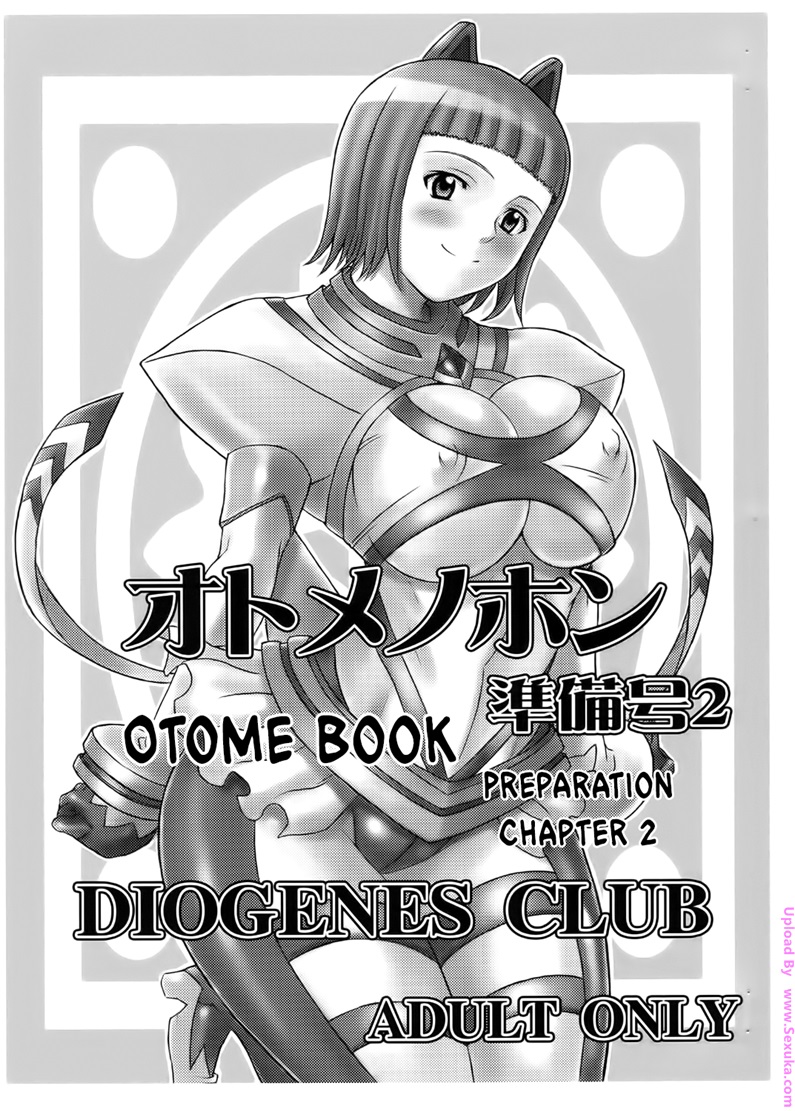 オトメノホン
準備号2
OTOME BOOK
PREPARATION
CHAPTER 2
DIOGENES CLUB
ADULT ONLY
Upload By www.Sexuka.com